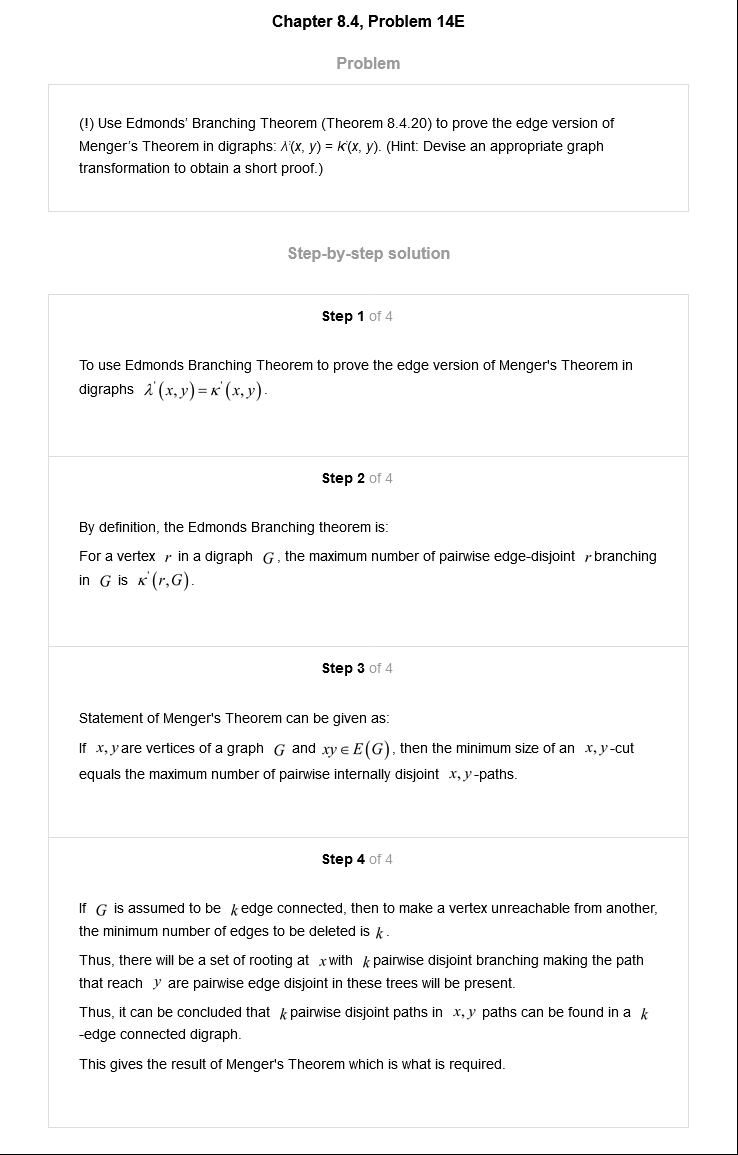 Chapter 8.4, Problem 14E
Problem
(!) Use Edmonds' Branching Theorem (Theorem 8.4.20) to prove the edge version of
Menger's Theorem in digraphs: λ'(x, y) = κ'(x, y). (Hint: Devise an appropriate graph
transformation to obtain a short proof.)
Step-by-step solution
Step 1 of 4
To use Edmonds Branching Theorem to prove the edge version of Menger's Theorem in
digraphs λ'(x, y) = κ'(x, y).
Step 2 of 4
By definition, the Edmonds Branching theorem is:
For a vertex r in a digraph G, the maximum number of pairwise edge-disjoint r branching
in G is κ'(r, G).
Step 3 of 4
Statement of Menger's Theorem can be given as:
If x, y are vertices of a graph G and xy ∈ E(G), then the minimum size of an x, y-cut
equals the maximum number of pairwise internally disjoint x, y-paths.
Step 4 of 4
If G is assumed to be k edge connected, then to make a vertex unreachable from another,
the minimum number of edges to be deleted is k.
Thus, there will be a set of rooting at x with k pairwise disjoint branching making the path
that reach y are pairwise edge disjoint in these trees will be present.
Thus, it can be concluded that k pairwise disjoint paths in x, y paths can be found in a k
-edge connected digraph.
This gives the result of Menger's Theorem which is what is required.